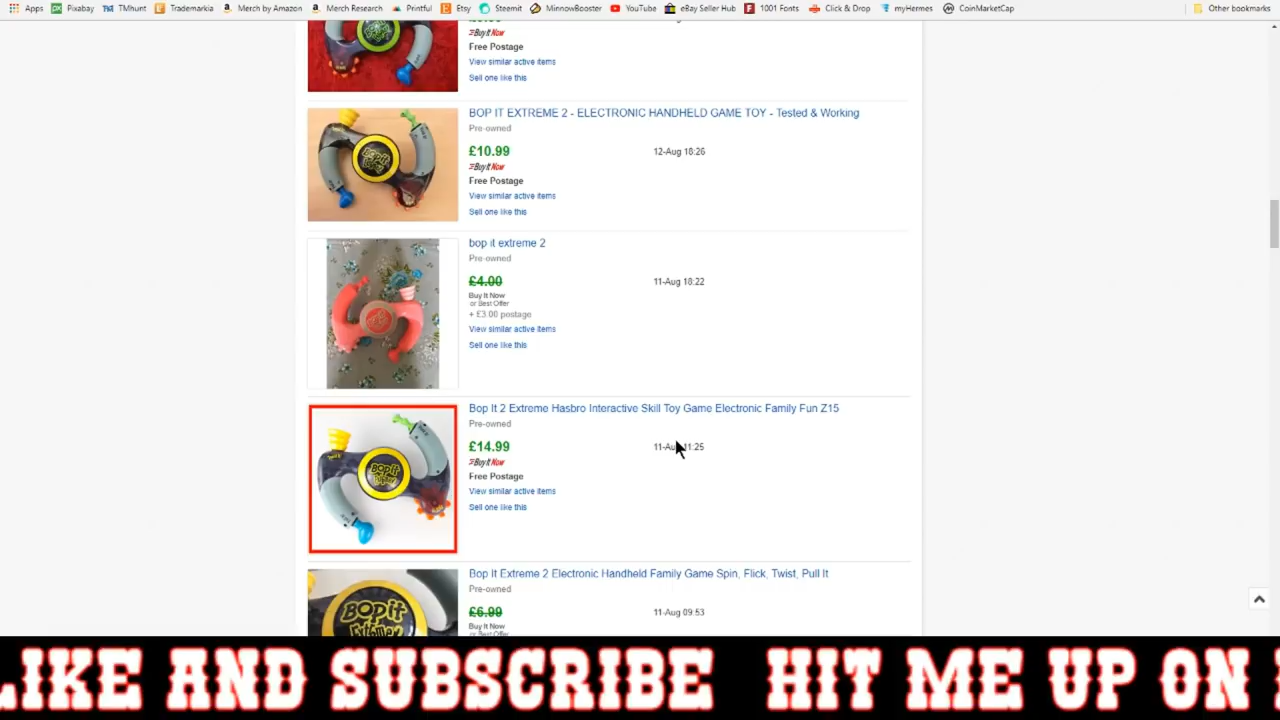 Apps Pixabay TMhunt Trademarkia Merch by Amazon Merch Research Printful Etsy Steemit MinnowBooster YouTube eBay Seller Hub 1001 Fonts Click & Drop myHermes CoinMarketCap Other bookmarks
Buy It Now
Free Postage
View similar active items
Sell one like this
BOP IT EXTREME 2 - ELECTRONIC HANDHELD GAME TOY - Tested & Working
Pre-owned
£10.99 12-Aug 18:26
Buy It Now
Free Postage
View similar active items
Sell one like this
bop it extreme 2
Pre-owned
£4.00 11-Aug 18:22
Buy It Now
or Best Offer
+ £3.00 postage
View similar active items
Sell one like this
Bop It 2 Extreme Hasbro Interactive Skill Toy Game Electronic Family Fun Z15
Pre-owned
£14.99 11-Aug 11:25
Buy It Now
Free Postage
View similar active items
Sell one like this
Bop It Extreme 2 Electronic Handheld Family Game Spin, Flick, Twist, Pull It
Pre-owned
£6.99 11-Aug 09:53
Buy It Now
or Best Offer
LIKE AND SUBSCRIBE HIT ME UP ON